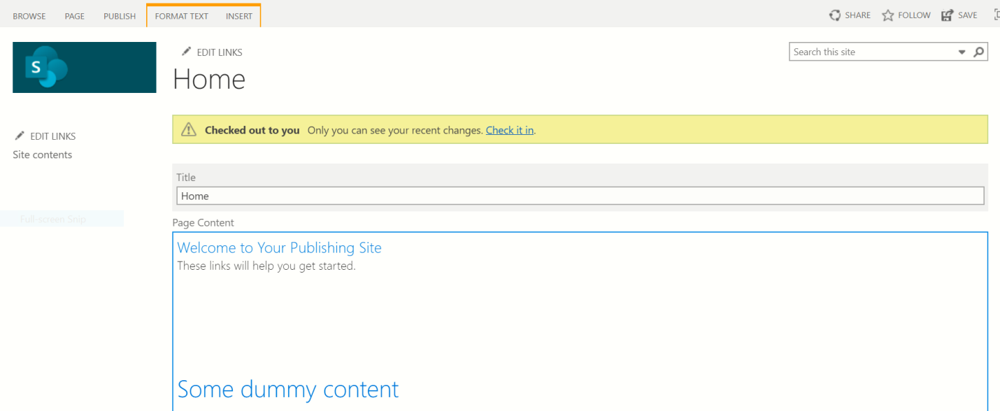 BROWSE PAGE PUBLISH FORMAT TEXT INSERT SHARE FOLLOW SAVE
S
EDIT LINKS
Search this site
Home
Checked out to you Only you can see your recent changes. Check it in.
EDIT LINKS
Site contents
Title
Home
Full-screen Snip
Page Content
Welcome to Your Publishing Site
These links will help you get started.
Some dummy content